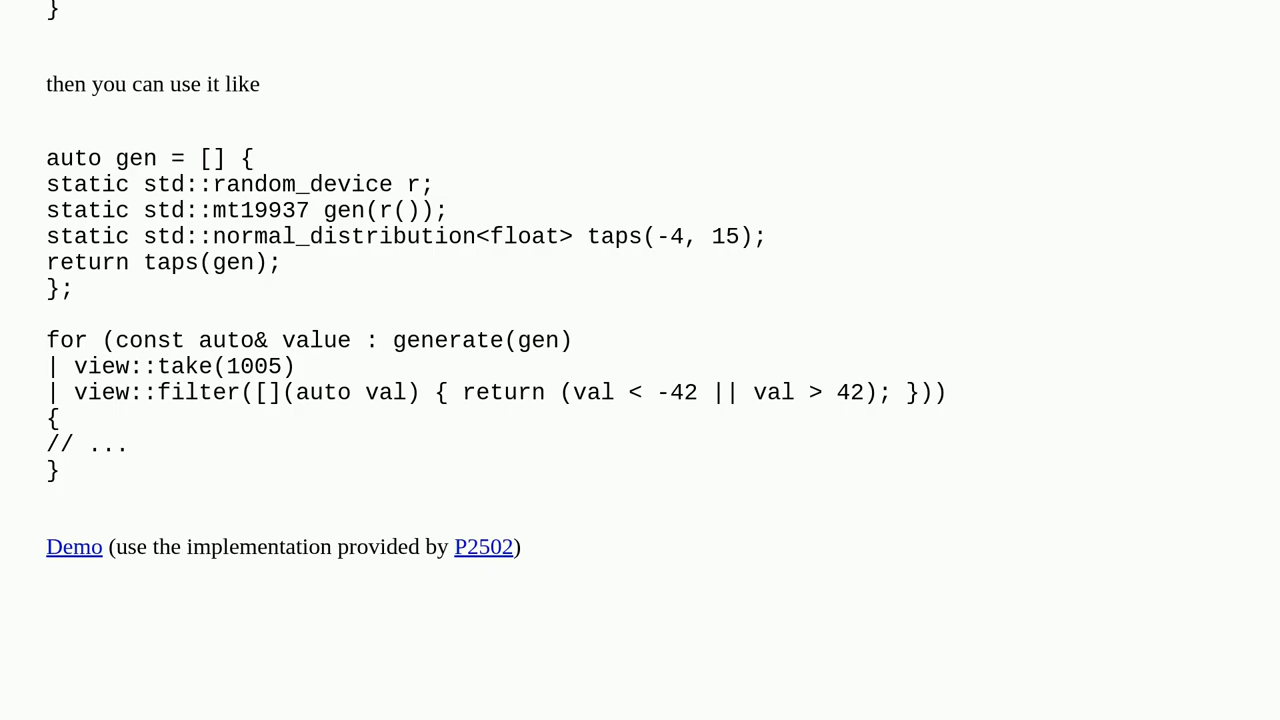 }
then you can use it like
auto gen = [] {
static std::random_device r;
static std::mt19937 gen(r());
static std::normal_distribution<float> taps(-4, 15);
return taps(gen);
};
for (const auto& value : generate(gen)
| view::take(1005)
| view::filter([](auto val) { return (val < -42 || val > 42); }))
{
// ...
}
Demo (use the implementation provided by P2502)